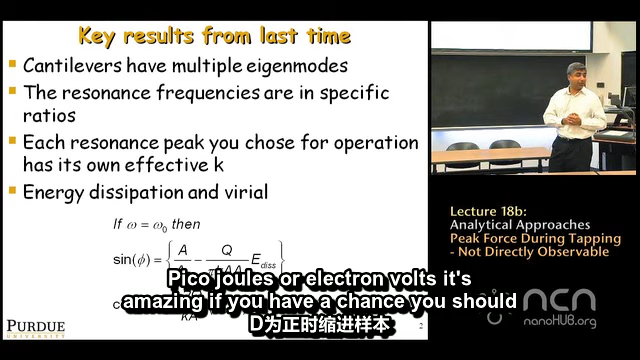 Key results from last time
Cantilevers have multiple eigenmodes
The resonance frequencies are in specific
ratios
Each resonance peak you chose for operation
has its own effective k
Energy dissipation and virial
If ω = ω₀ then
sin(φ) =
A
Q
E diss
Lecture 18b:
Analytical Approaches
Peak Force During Tapping
- Not Directly Observable
Pico joules or electron volts it's
amazing if you have a chance you should
D为正时缩进样本
PURDUE
UNIVERSITY
2
ncn
nanoHUB.org